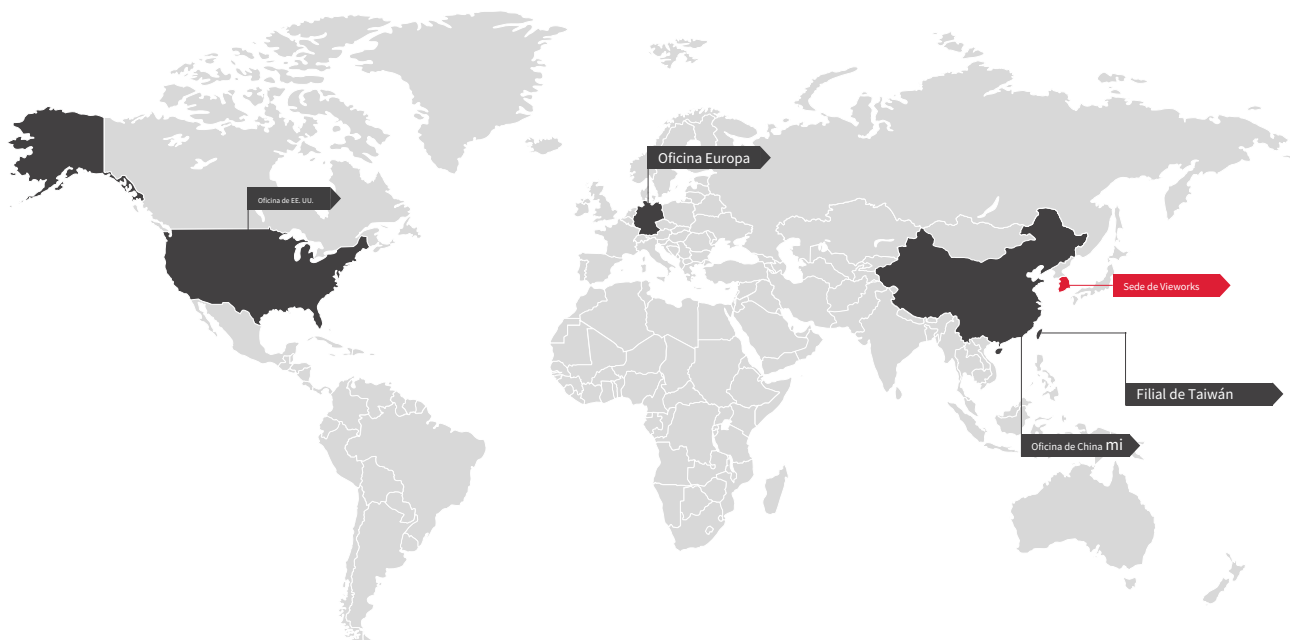 Oficina Europa
Oficina de EE. UU.
Sede de Vieworks
Filial de Taiwán
Oficina de China mi